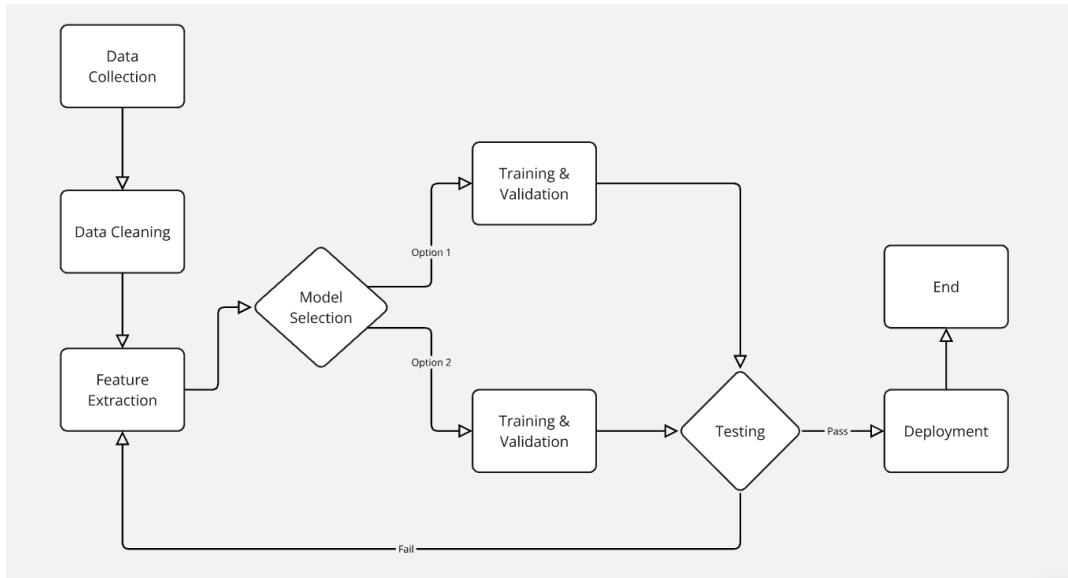 Data
Collection
Data Cleaning
Feature
Extraction
Model
Selection
Option 1
Option 2
Training &
Validation
Training &
Validation
Testing
Pass
Fail
Deployment
End